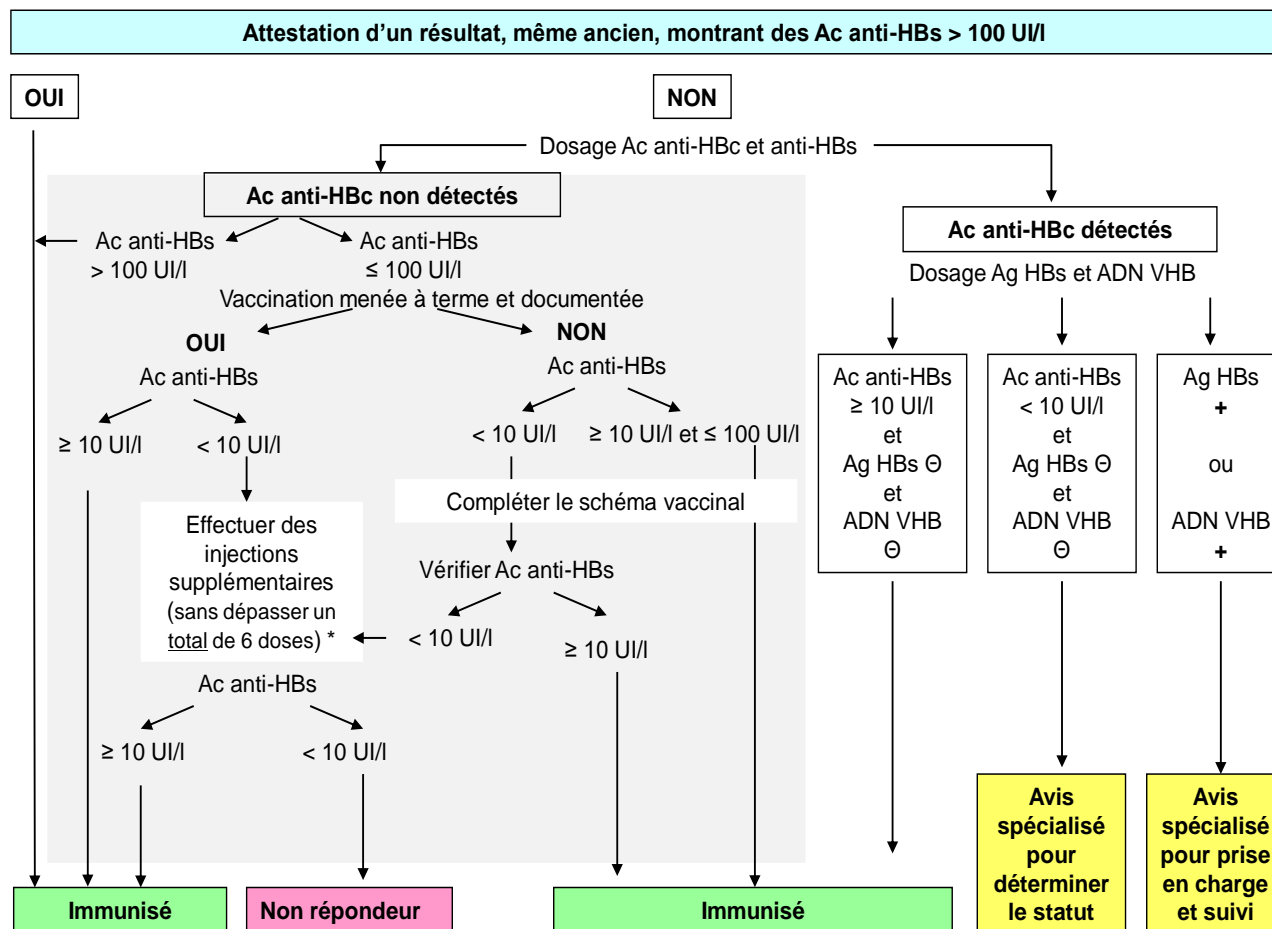 Attestation d’un résultat, même ancien, montrant des Ac anti-HBs > 100 UI/l
OUI
NON
Dosage Ac anti-HBc et anti-HBs
Ac anti-HBc non détectés
Ac anti-HBs
> 100 UI/l
Ac anti-HBs
≤ 100 UI/l
Vaccination menée à terme et documentée
OUI
Ac anti-HBs
≥ 10 UI/l
< 10 UI/l
Effectuer des
injections
supplémentaires
(sans dépasser un
total de 6 doses) *
Ac anti-HBs
≥ 10 UI/l
< 10 UI/l
NON
Ac anti-HBs
< 10 UI/l
≥ 10 UI/l et ≤ 100 UI/l
Compléter le schéma vaccinal
Vérifier Ac anti-HBs
< 10 UI/l
≥ 10 UI/l
Ac anti-HBc détectés
Dosage Ag HBs et ADN VHB
Ac anti-HBs
≥ 10 UI/l
et
Ag HBs Θ
et
ADN VHB
Θ
Ac anti-HBs
< 10 UI/l
et
Ag HBs Θ
et
ADN VHB
Θ
Ag HBs
+
ou
ADN VHB
+
Immunisé
Non répondeur
Immunisé
Avis
spécialisé
pour
déterminer
le statut
Avis
spécialisé
pour prise
en charge
et suivi